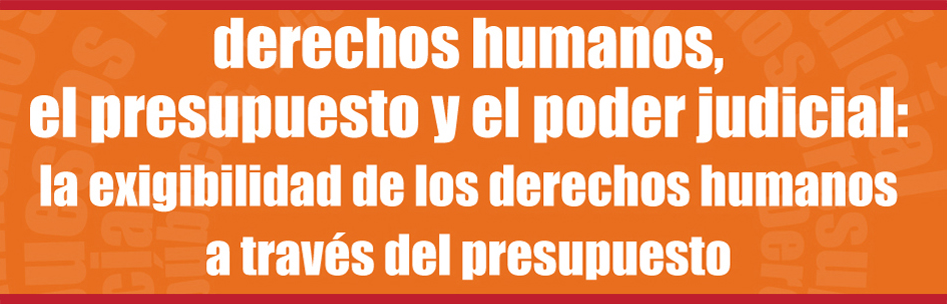 derechos humanos,
el presupuesto y el poder judicial:
la exigibilidad de los derechos humanos
a través del presupuesto